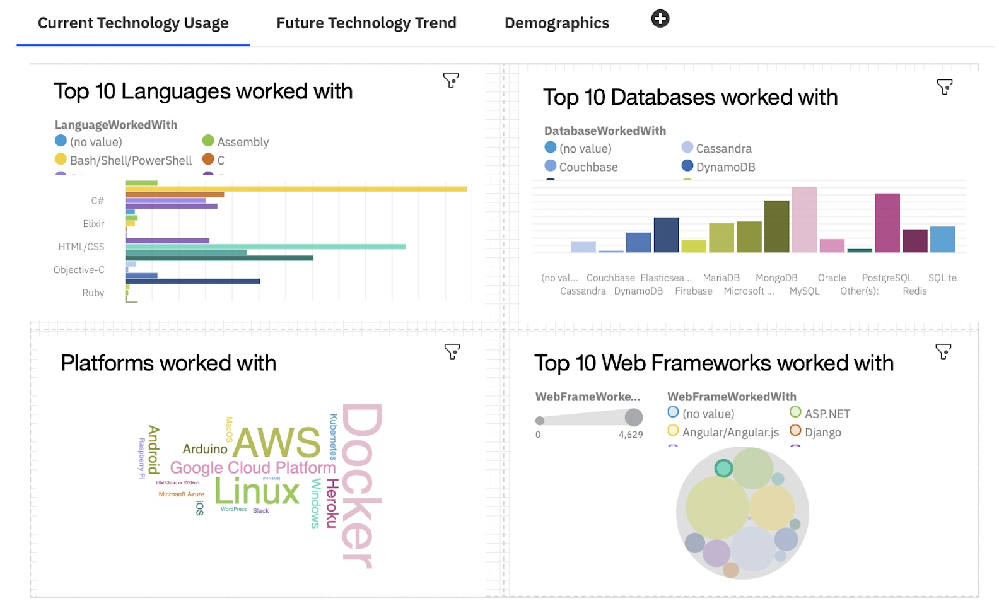 Current Technology Usage
Future Technology Trend
Demographics
Top 10 Languages worked with
LanguageWorkedWith
(no value)
Assembly
Bash/Shell/PowerShell
C
C#
Elixir
HTML/CSS
Objective-C
Ruby
Top 10 Databases worked with
DatabaseWorkedWith
(no value)
Cassandra
Couchbase
DynamoDB
(no val...
Couchbase
Elasticsea...
MariaDB
MongoDB
Oracle
PostgreSQL
SQLite
Cassandra
DynamoDB
Firebase
Microsoft ...
MySQL
Other(s):
Redis
Platforms worked with
Docker
Kubernetes
MacOS
AWS
Android
Raspberry Pi
Arduino
Google Cloud Platform
(no value)
IBM Cloud or Watson
Linux
Windows
Heroku
Microsoft Azure
iOS
WordPress
Slack
Top 10 Web Frameworks worked with
WebFrameWorke...
0
4,629
WebFrameWorkedWith
(no value)
ASP.NET
Angular/Angular.js
Django